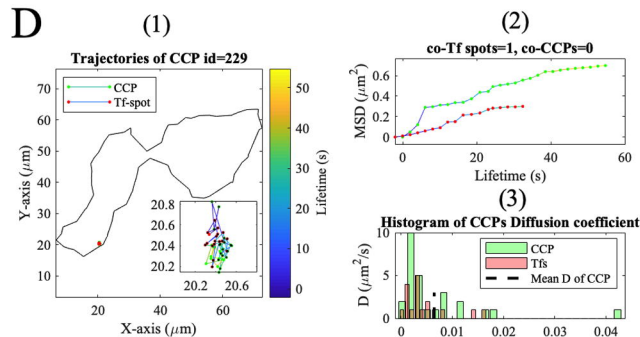 D
(1)
Trajectories of CCP id=229
CCP
Tf-spot
70
60
50
40
30
20
10
Y-axis (μm)
20
40
60
X-axis (μm)
20.8
20.6
20.4
20.2
20.2
20.6
50
40
30
20
10
0
Lifetime (s)
(2)
co-Tf spots=1, co-CCPs=0
MSD (μm²)
0.6
0.4
0.2
0
0
20
40
60
Lifetime (s)
(3)
Histogram of CCPs Diffusion coefficient
D (μm²/s)
10
5
0
CCP
Tfs
Mean D of CCP
0
0.01
0.02
0.03
0.04